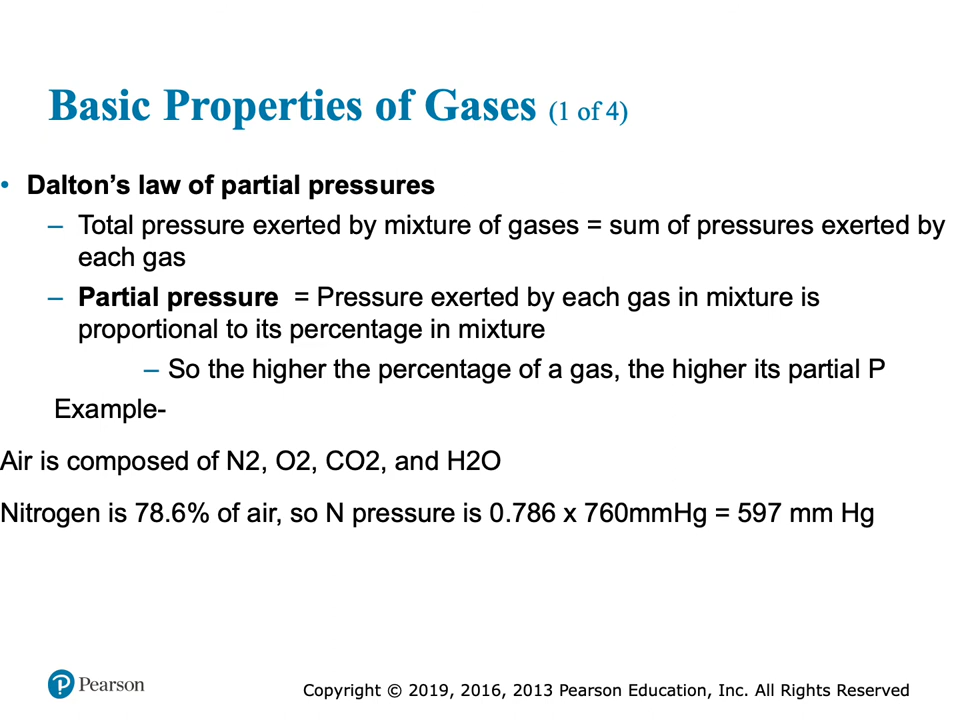 Basic Properties of Gases (1 of 4)
• Dalton’s law of partial pressures
– Total pressure exerted by mixture of gases = sum of pressures exerted by
each gas
– Partial pressure = Pressure exerted by each gas in mixture is
proportional to its percentage in mixture
– So the higher the percentage of a gas, the higher its partial P
Example-
Air is composed of N2, O2, CO2, and H2O
Nitrogen is 78.6% of air, so N pressure is 0.786 x 760mmHg = 597 mm Hg
P Pearson
Copyright © 2019, 2016, 2013 Pearson Education, Inc. All Rights Reserved